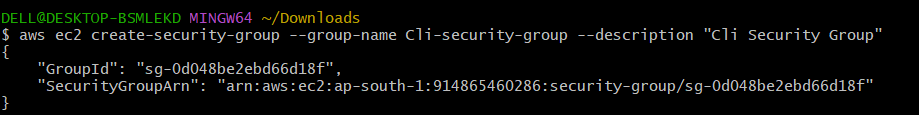 DELL@DESKTOP-BSMLEKD MINGW64 ~/Downloads
$ aws ec2 create-security-group --group-name Cli-security-group --description "Cli Security Group"
{
    "GroupId": "sg-0d048be2ebd66d18f",
    "SecurityGroupArn": "arn:aws:ec2:ap-south-1:914865460286:security-group/sg-0d048be2ebd66d18f"
}